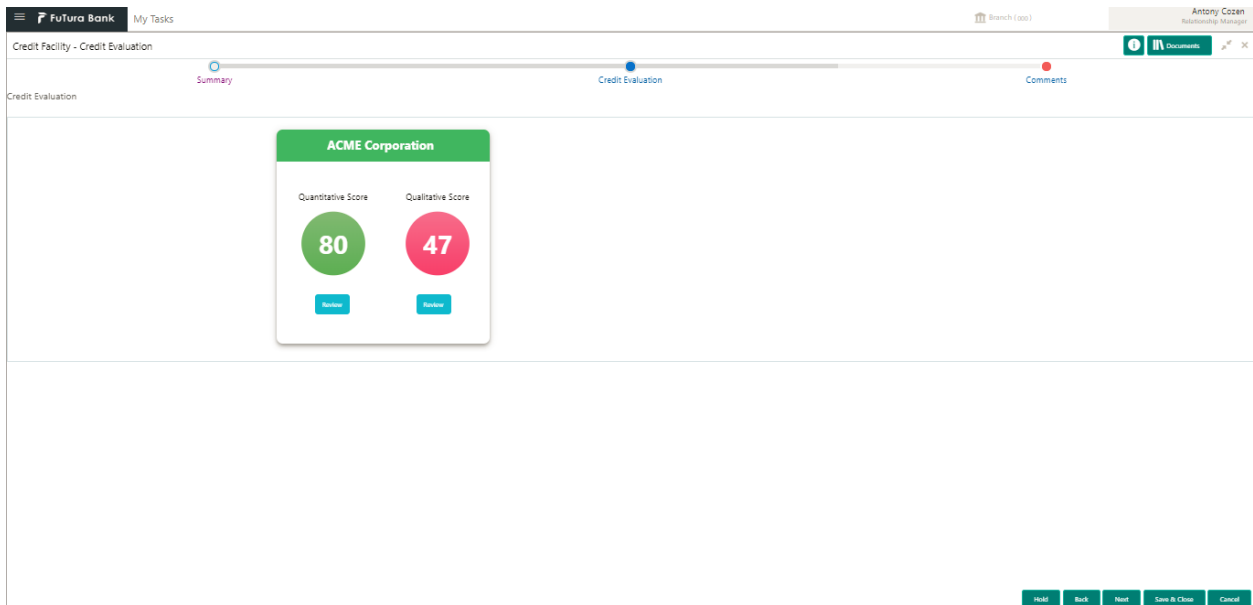 FuTura Bank
My Tasks
Branch (000)
Antony Cozen
Relationship Manager
Credit Facility - Credit Evaluation
Documents
Summary
Credit Evaluation
Comments
Credit Evaluation
ACME Corporation
Quantitative Score
Qualitative Score
80
47
Review
Review
Hold
Back
Next
Save & Close
Cancel